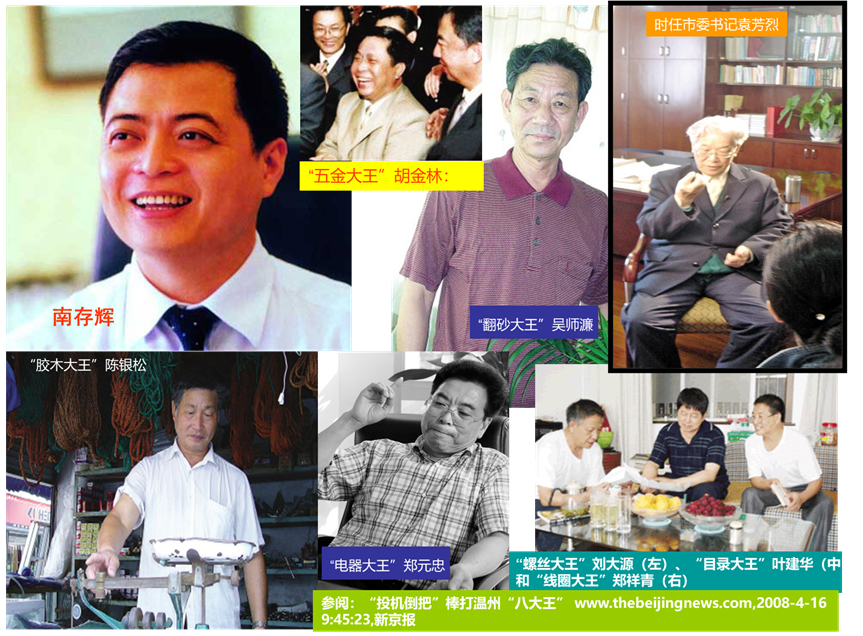 时任市委书记袁芳烈
“五金大王”胡金林：
南存辉
“翻砂大王”吴师濂
“胶木大王”陈银松
“电器大王”郑元忠
“螺丝大王”刘大源（左）、“目录大王”叶建华（中
和“线圈大王”郑祥青（右）
参阅：“投机倒把”棒打温州“八大王” www.thebeijingnews.com,2008-4-16
9:45:23,新京报